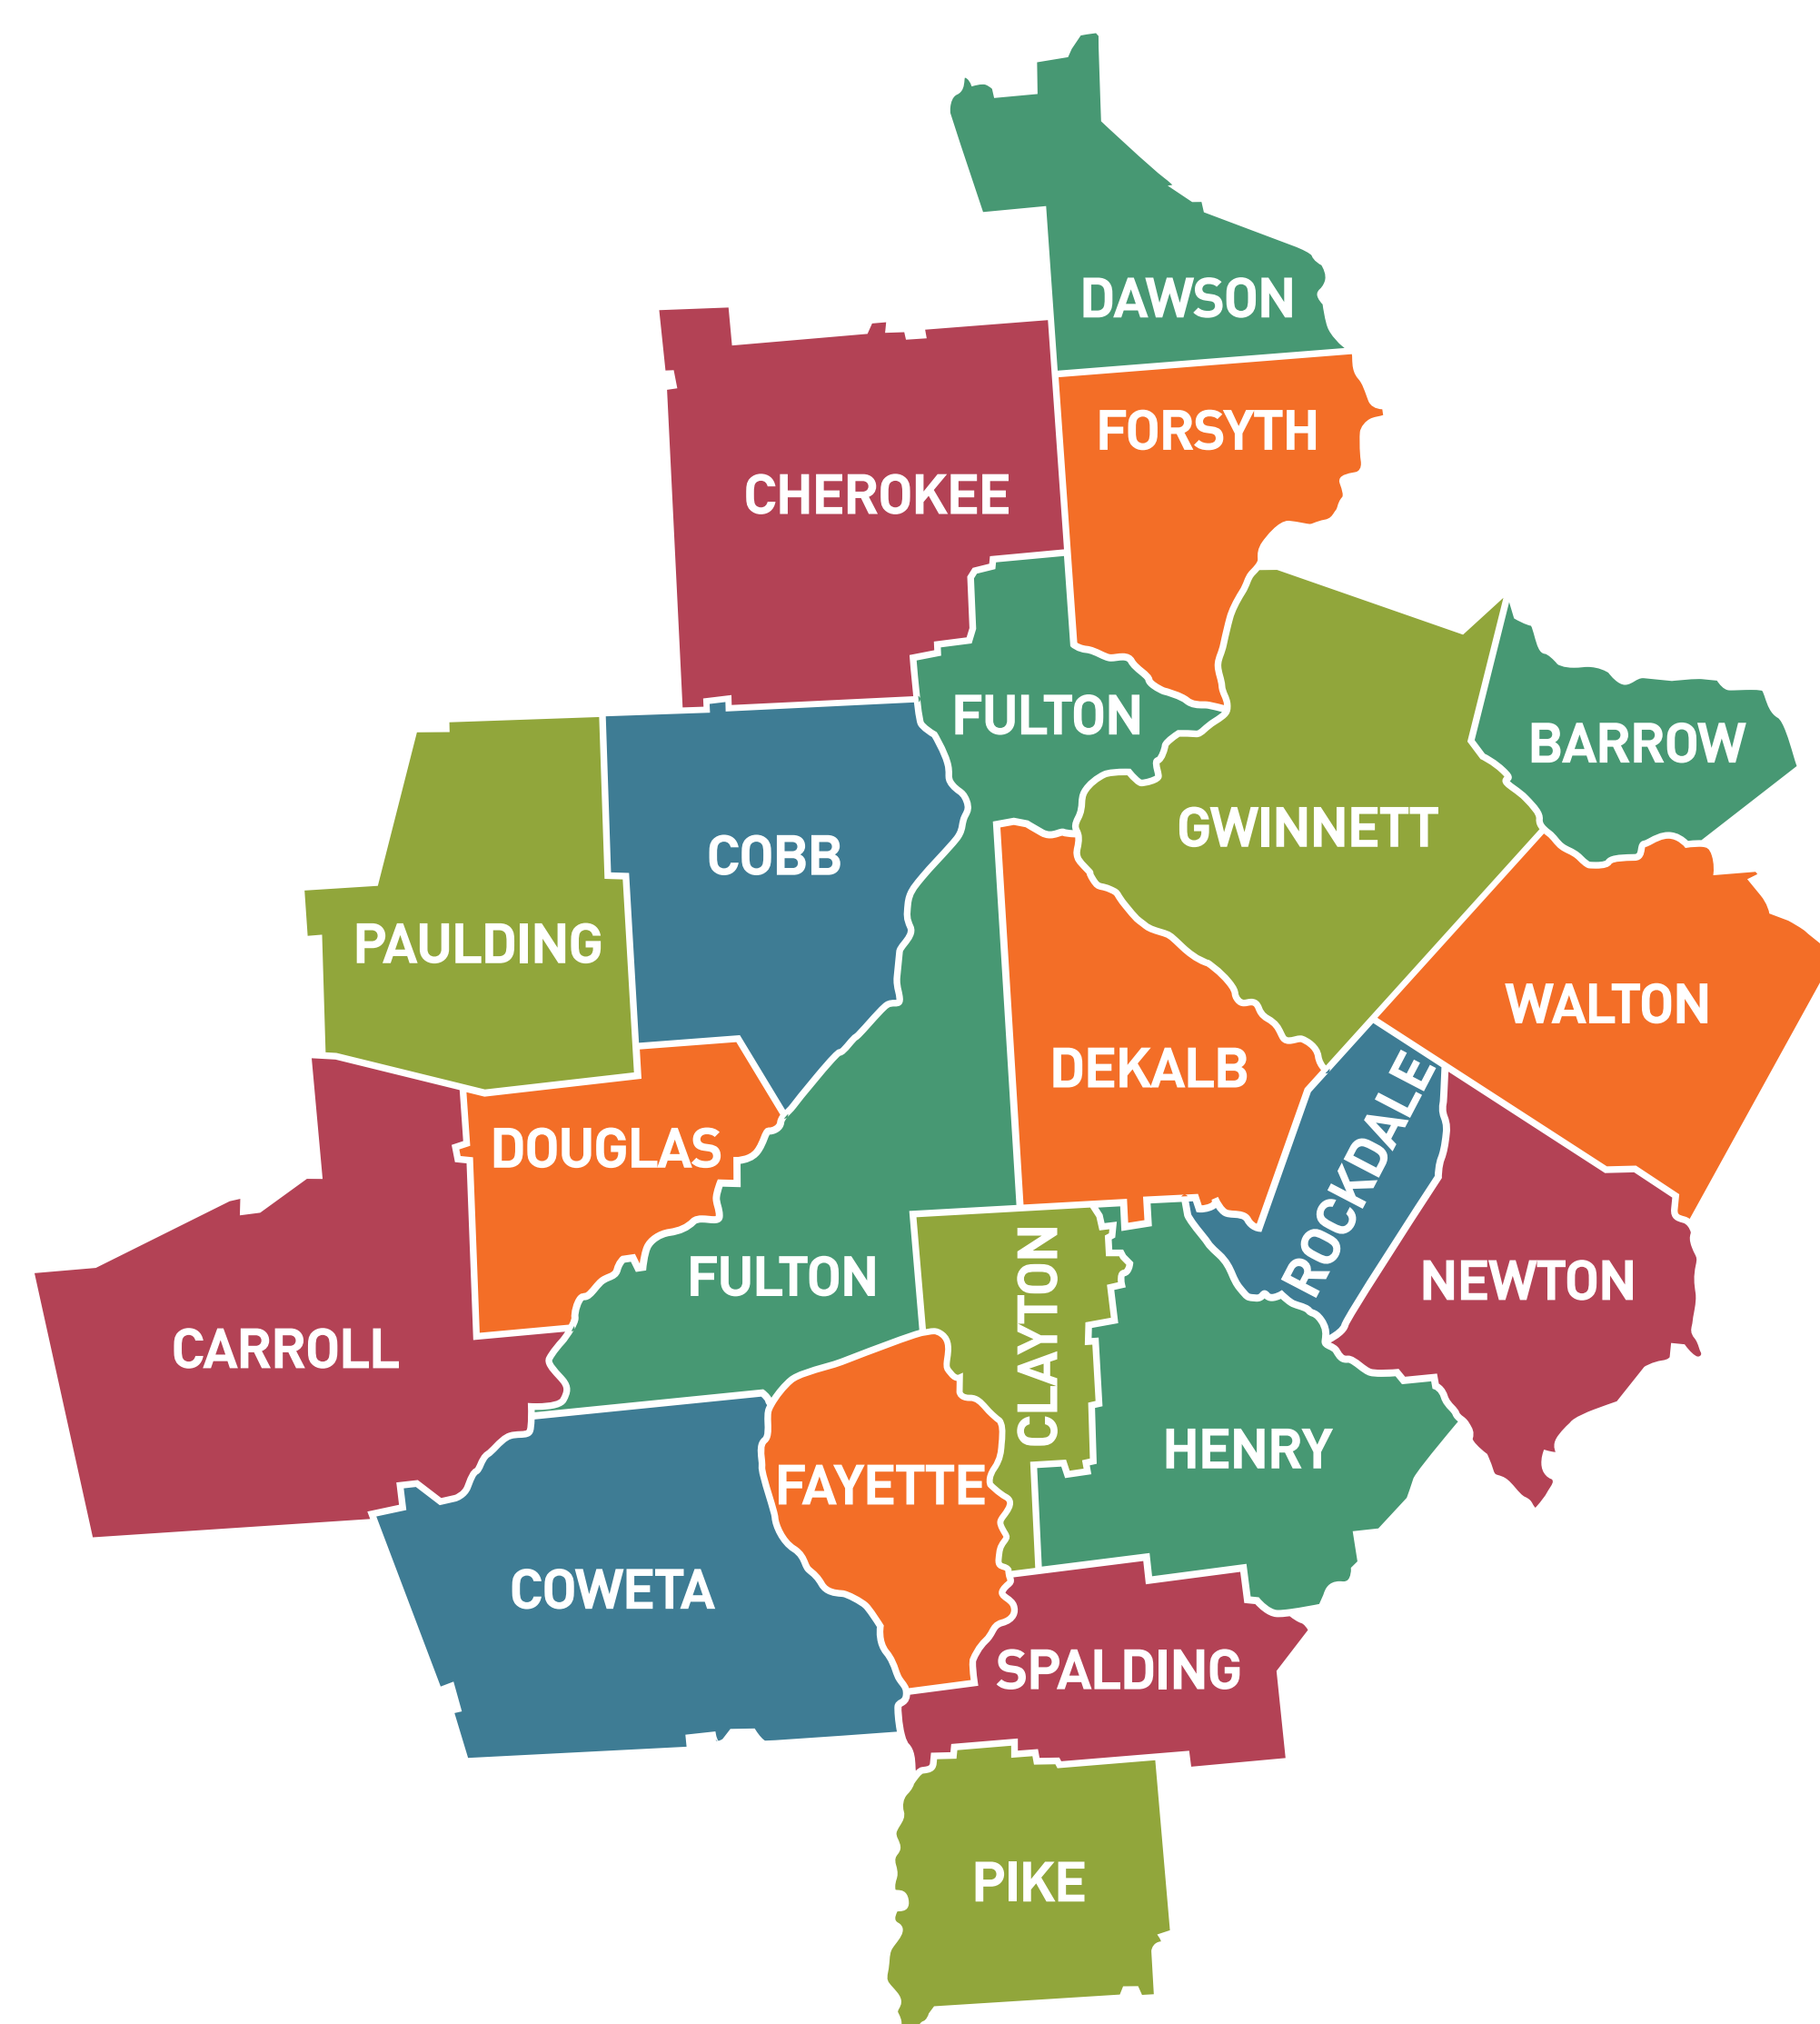 DAWSON
FORSYTH
CHEROKEE
FULTON
BARROW
GWINNETT
COBB
PAULDING
WALTON
DEKALB
DOUGLAS
ROCKDALE
FULTON
NEWTON
CLAYTON
CARROLL
HENRY
FAYETTE
COWETA
SPALDING
PIKE